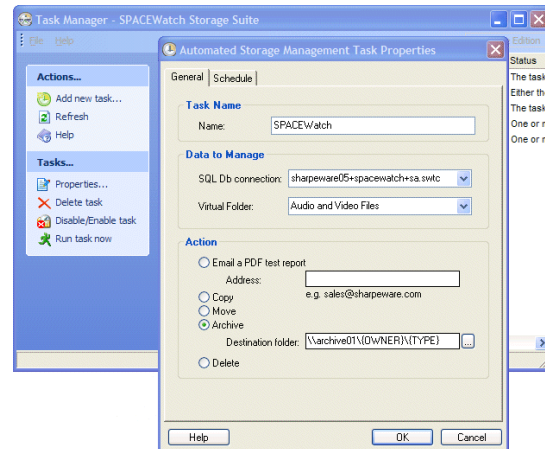 Task Manager - SPACEWatch Storage Suite
File Help
Edition
Automated Storage Management Task Properties
Status
Actions...
Add new task...
Refresh
Help
Tasks...
Properties...
Delete task
Disable/Enable task
Run task now
General Schedule
Task Name
Name: SPACEWatch
Data to Manage
SQL Db connection: sharpeware05+spacewatch+sa.swtc
Virtual Folder: Audio and Video Files
Action
Email a PDF test report
Address:
e.g. sales@sharpeware.com
Copy
Move
Archive
Destination folder: \\archive01\{OWNER}\{TYPE} ...
Delete
Help OK Cancel
The task
Either th
The task
One or r
One or r